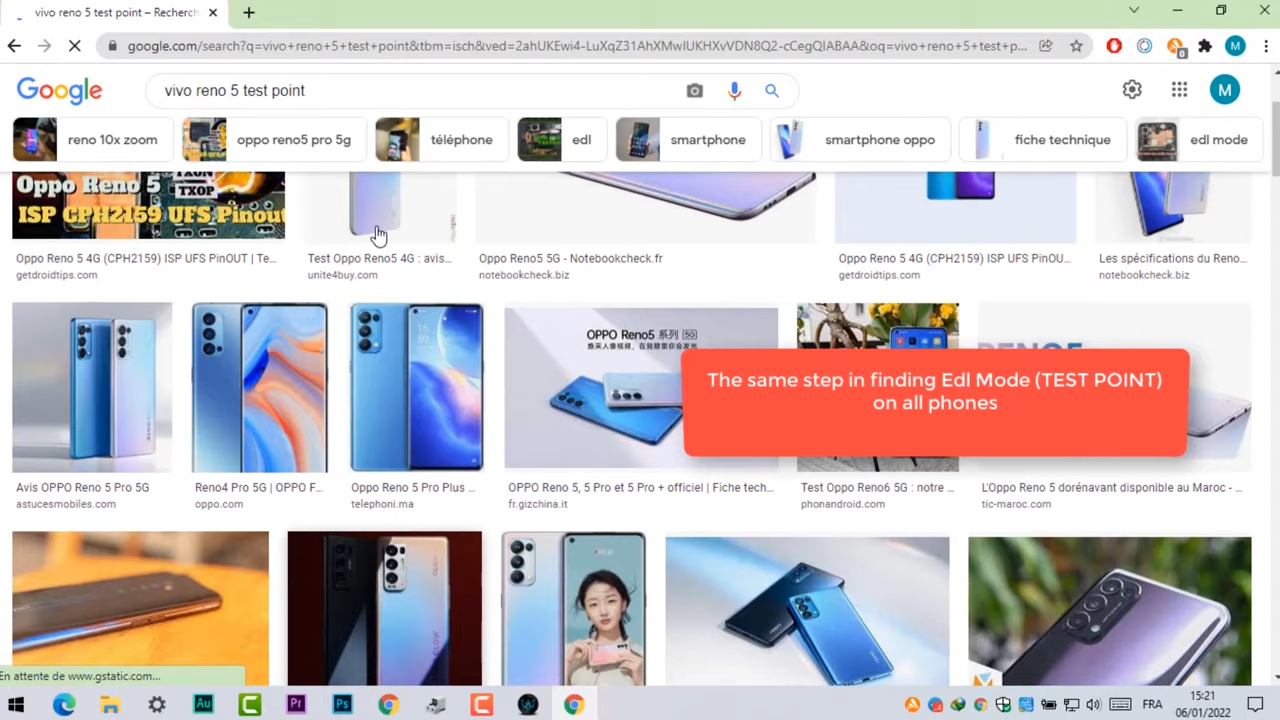 vivo reno 5 test point – Recherch
google.com/search?q=vivo+reno+5+test+point&tbm=isch&ved=2ahUKEwi4-LuXqZ31AhXMwIUKHXvVDN8Q2-cCegQIABAA&oq=vivo+reno+5+test+p...
0
M
Google
vivo reno 5 test point
M
reno 10x zoom
oppo reno5 pro 5g
téléphone
edl
smartphone
smartphone oppo
fiche technique
edl mode
Oppo Reno 5
TXON
TXOP
ISP CPH2159 UFS Pinout
Oppo Reno 5 4G (CPH2159) ISP UFS PinOUT | Te...
getdroidtips.com
Test Oppo Reno5 4G : avis...
unite4buy.com
Oppo Reno5 5G - Notebookcheck.fr
notebookcheck.biz
Oppo Reno 5 4G (CPH2159) ISP UFS PinOU...
getdroidtips.com
Les spécifications du Reno...
notebookcheck.biz
OPPO Reno5 系列 5G
The same step in finding Edl Mode (TEST POINT)
on all phones
Avis OPPO Reno 5 Pro 5G
astucesmobiles.com
Reno4 Pro 5G | OPPO F...
oppo.com
Oppo Reno 5 Pro Plus ...
telephoni.ma
OPPO Reno 5, 5 Pro et 5 Pro + officiel | Fiche tech...
fr.gizchina.it
Test Oppo Reno6 5G : notre ...
phonandroid.com
L'Oppo Reno 5 dorénavant disponible au Maroc - ...
tic-maroc.com
En attente de www.gstatic.com...
Au
Pr
Ps
FRA
15:21
06/01/2022